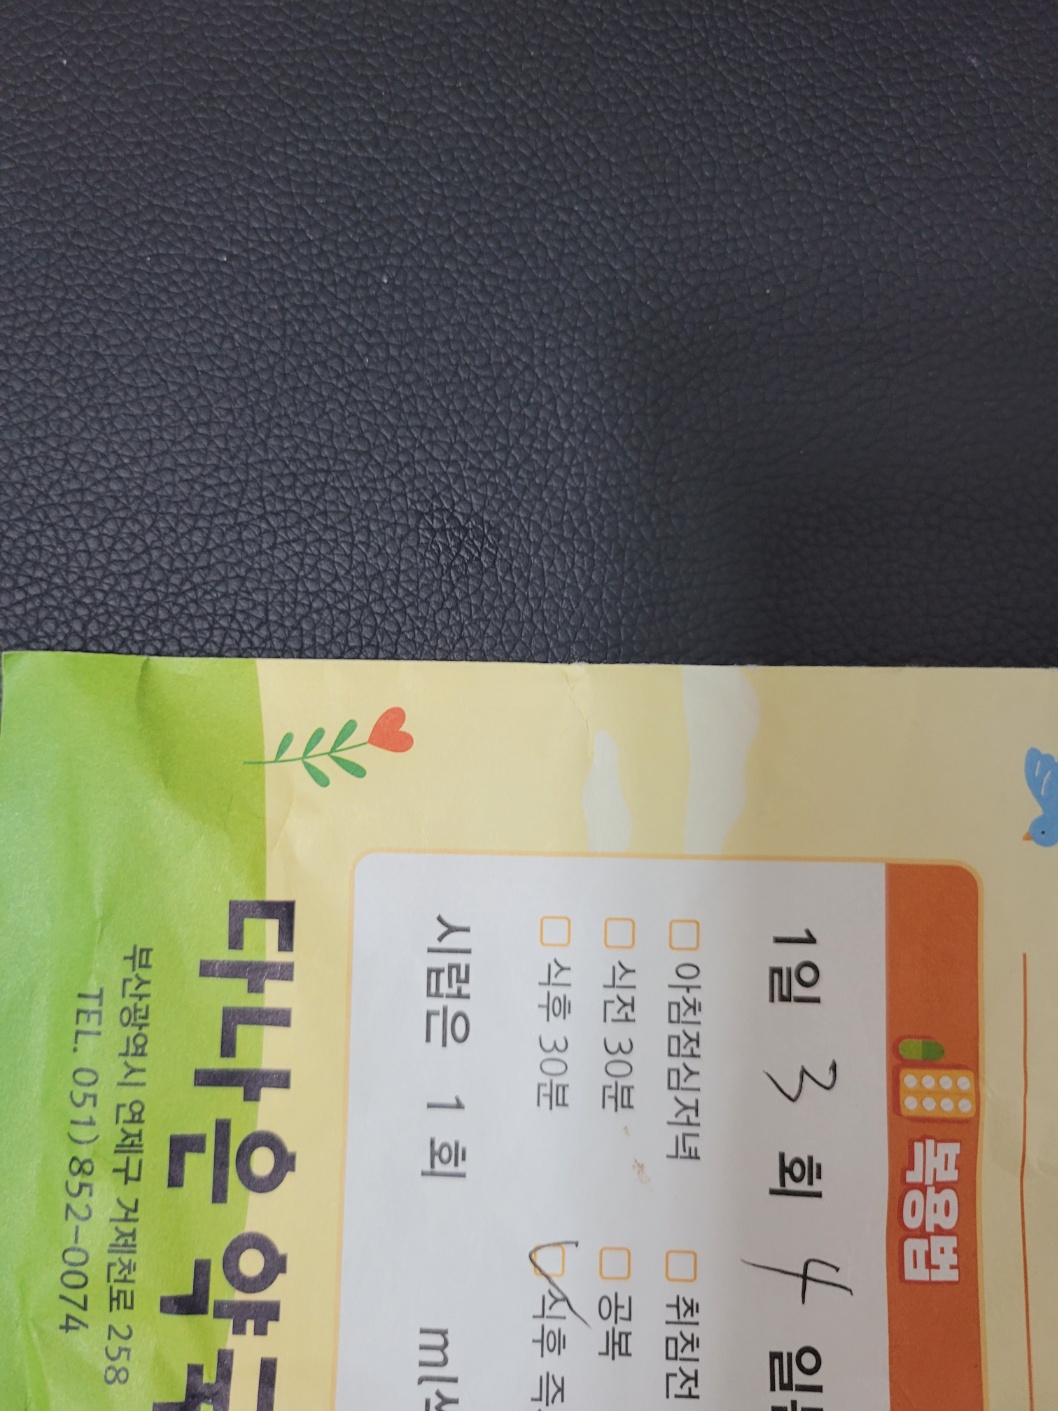 복용법
1일 3 회 4 일
아침점심저녁 취침전
식전 30분 공복
식후 30분 식후 즉
시럽은 1 회 ml
다나은약
부산광역시 연제구 거제천로 258
TEL. 051) 852-0074